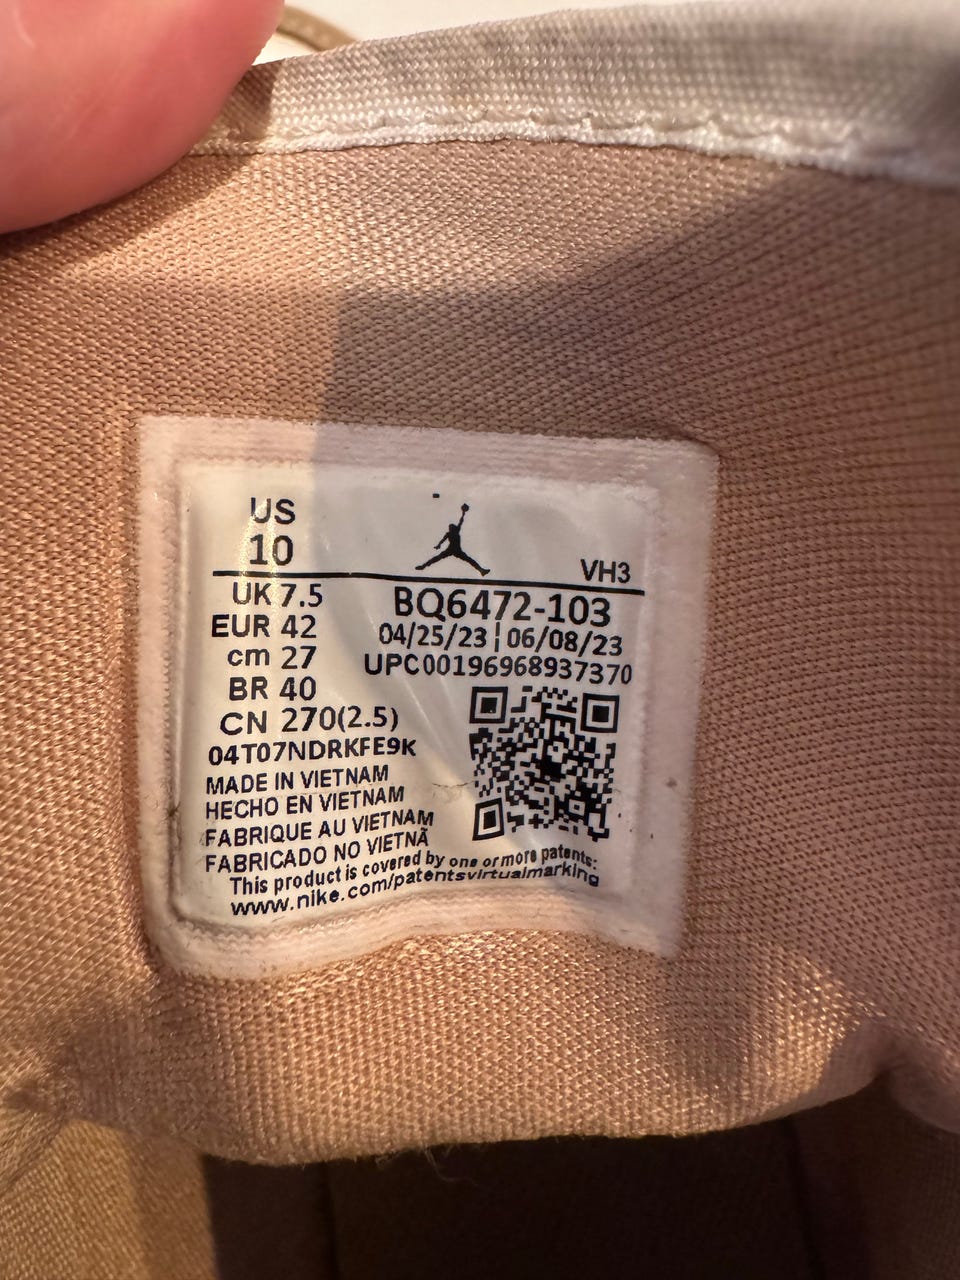 US
10
VH3
UK 7.5
BQ6472-103
EUR 42
04/25/23 | 06/08/23
cm 27
UPC00196968937370
BR 40
CN 270(2.5)
04T07NDRKFE9K
MADE IN VIETNAM
HECHO EN VIETNAM
FABRIQUE AU VIETNAM
FABRICADO NO VIETNÃ
This product is covered by one or more patents:
www.nike.com/patentsvirtualmarking